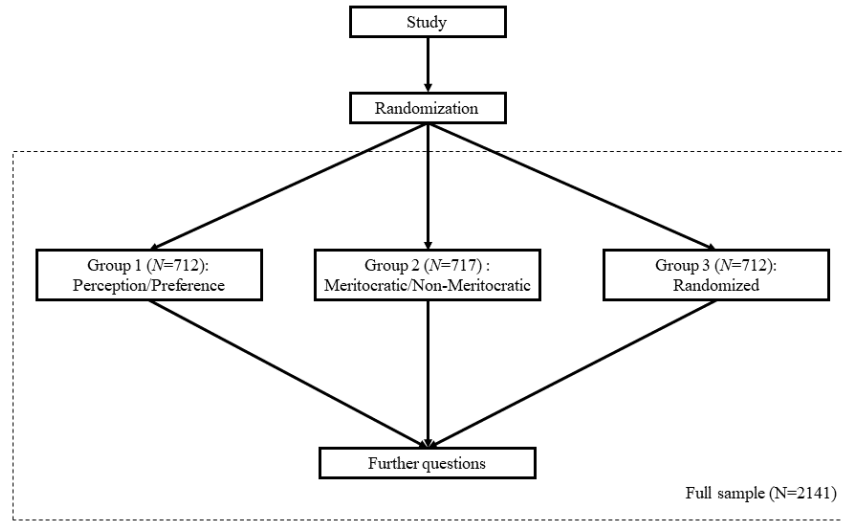 Study
Randomization
Group 1 (N=712):
Perception/Preference
Group 2 (N=717) :
Meritocratic/Non-Meritocratic
Group 3 (N=712):
Randomized
Further questions
Full sample (N=2141)